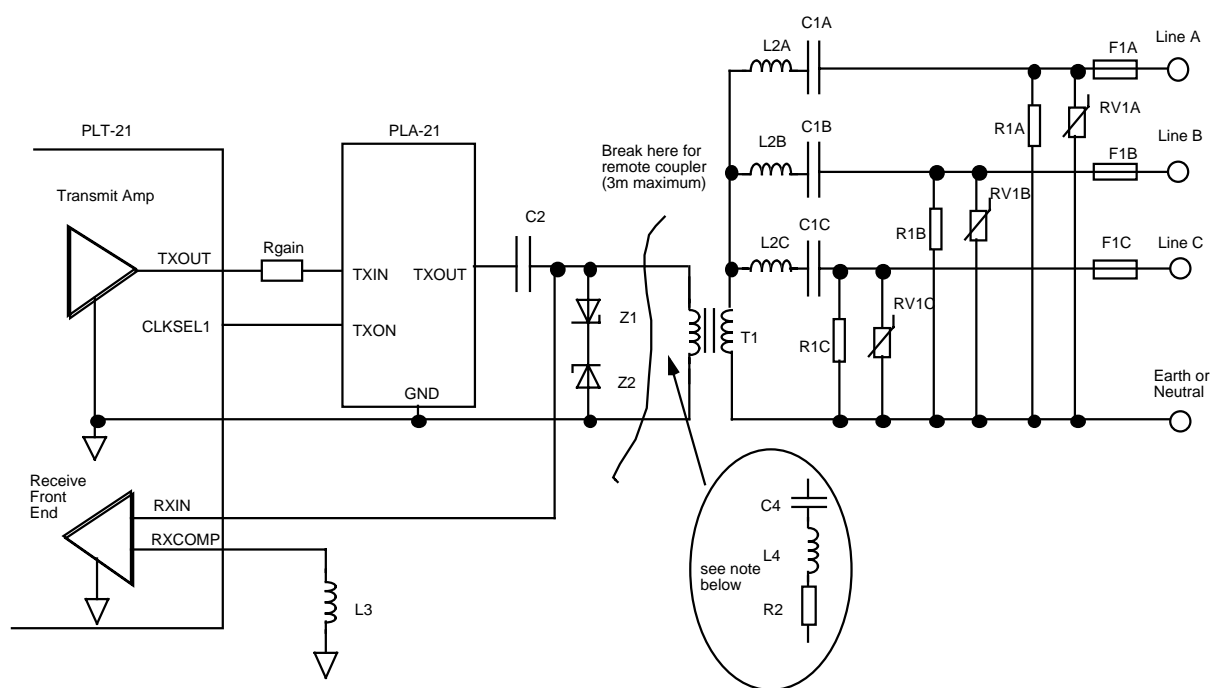 C1A
L2A
F1A
Line A
PLT-21
PLA-21
R1A
RV1A
C1B
Line B
Break here for
remote coupler
(3m maximum)
L2B
F1B
Transmit Amp
RV1B
C2
C1C
R1B
Line C
TXOUT
Rgain
L2C
F1C
TXIN
TXOUT
RV1C
CLKSEL1
TXON
Z1
T1
R1C
Z2
GND
Earth or
Neutral
Receive
Front
End
RXIN
C4
RXCOMP
see note
below
L4
L3
R2